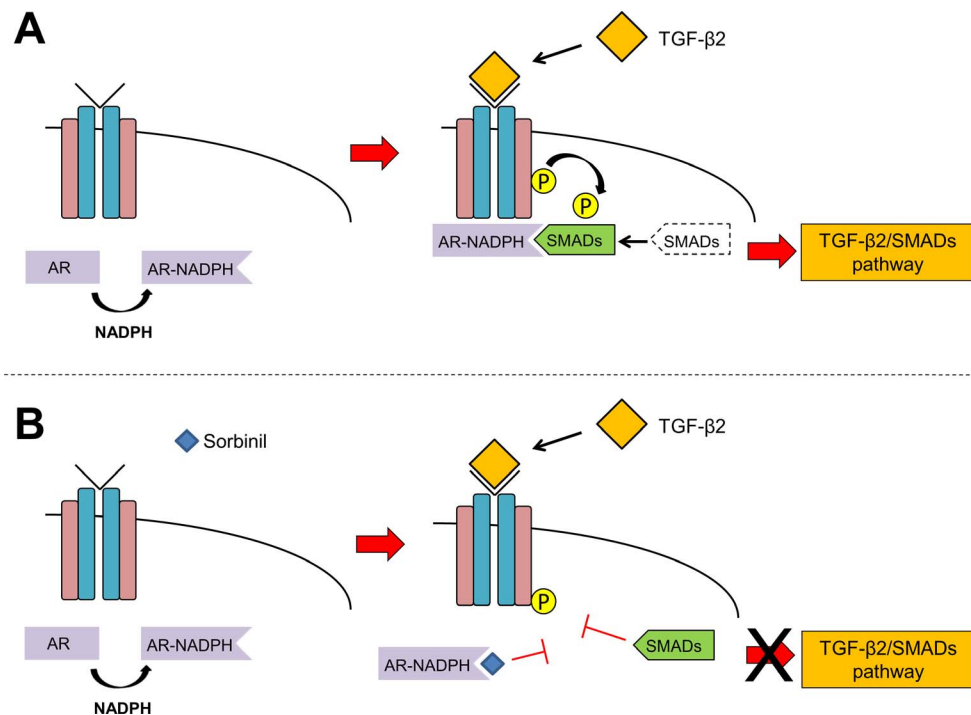 A
TGF-β2
P
P
AR
AR-NADPH
NADPH
AR-NADPH
SMADs
SMADs
TGF-β2/SMADs
pathway
B
Sorbinil
TGF-β2
P
AR
AR-NADPH
NADPH
AR-NADPH
SMADs
TGF-β2/SMADs
pathway